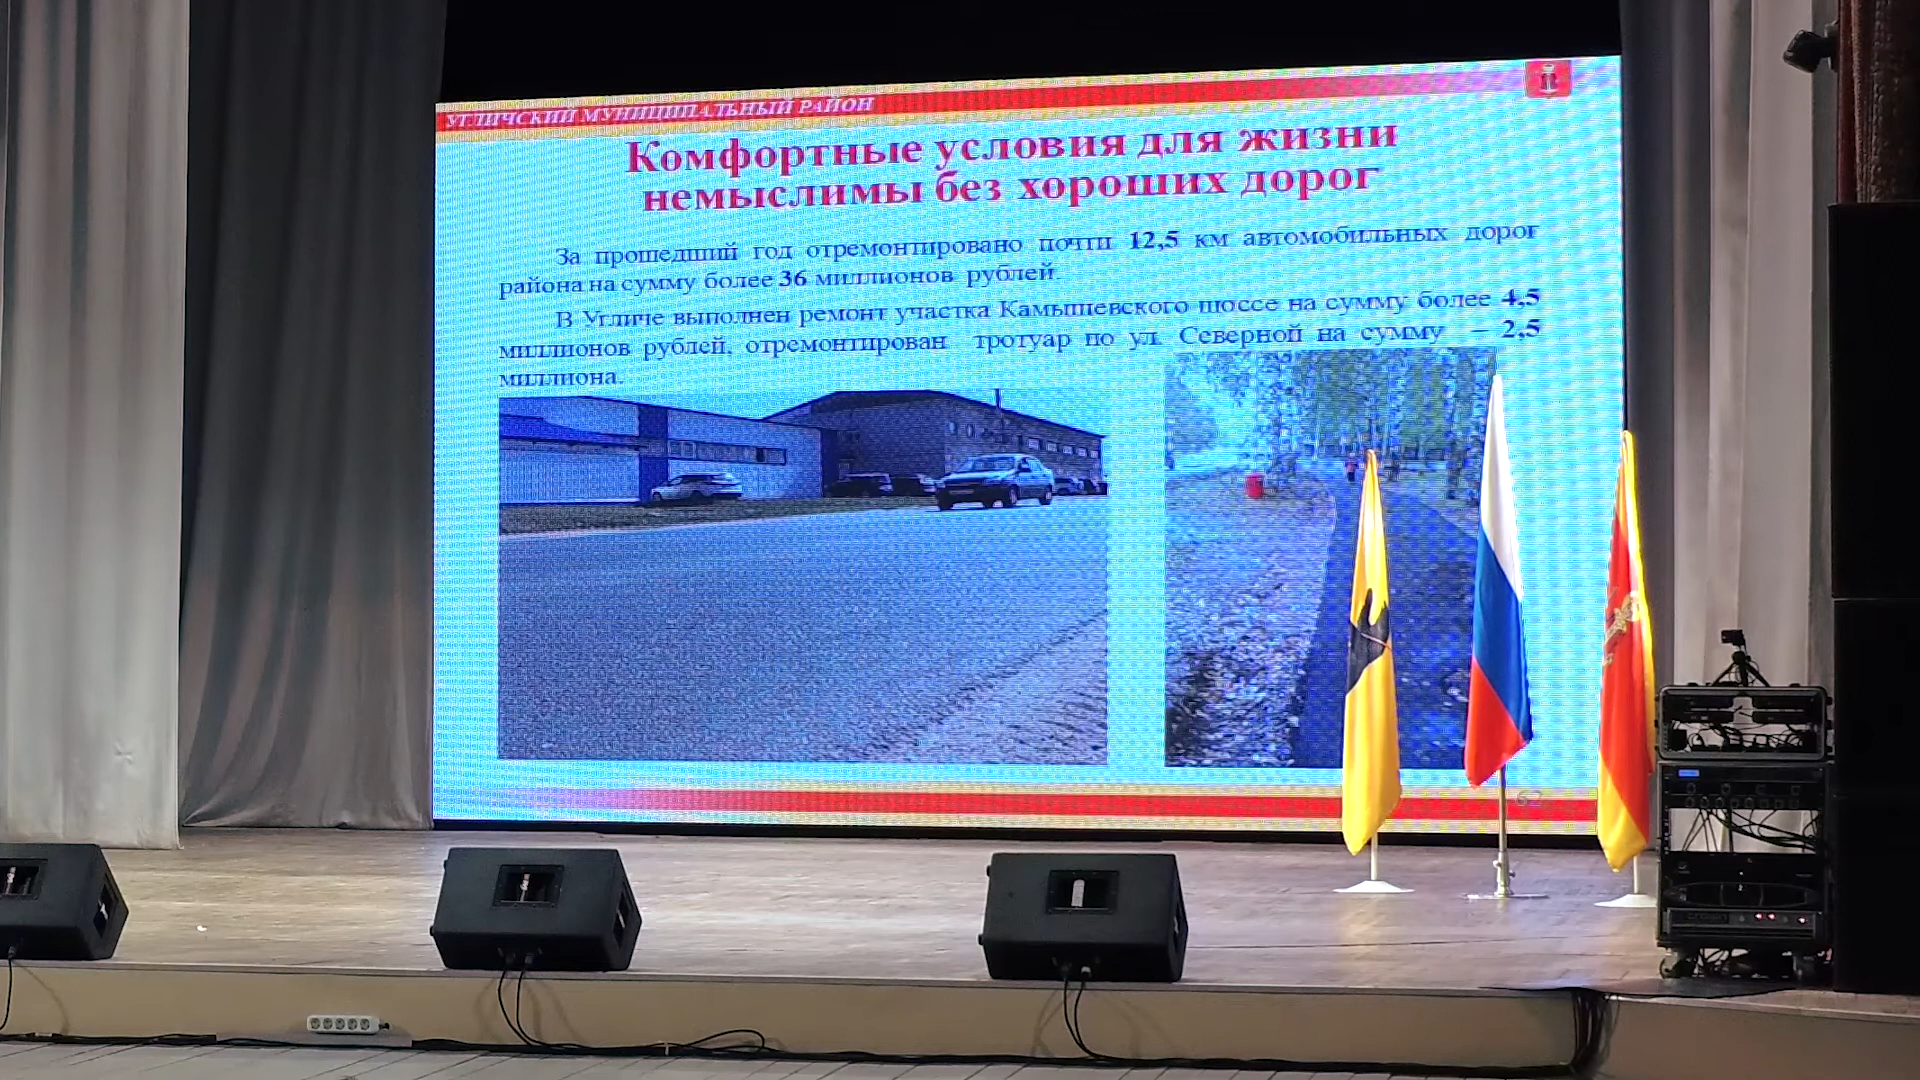 УГЛИЧСКИЙ МУНИЦИПАЛЬНЫЙ РАЙОН
Комфортные условия для жизни
немыслимы без хороших дорог
За прошедший год отремонтировано почти 12,5 км автомобильных дорог
района на сумму более 36 миллионов рублей.
В Угличе выполнен ремонт участка Камышевского шоссе на сумму более 4,5
миллионов рублей, отремонтирован тротуар по ул. Северной на сумму – 2,5
миллиона.
62